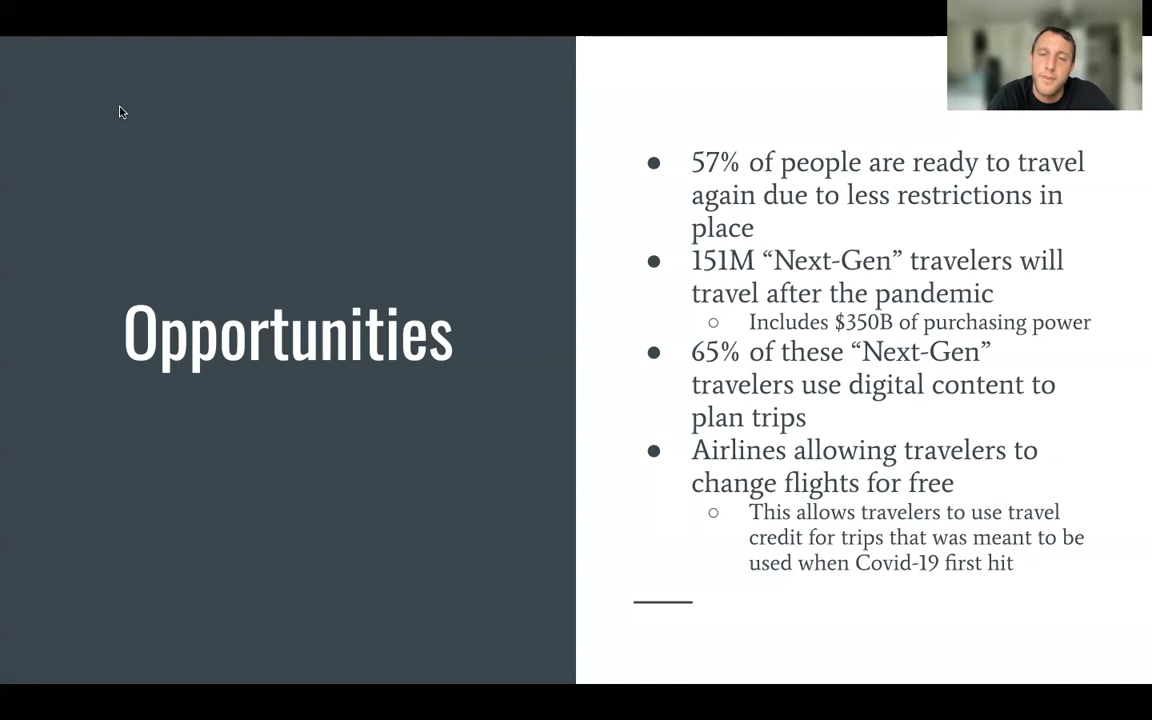 Opportunities
● 57% of people are ready to travel
again due to less restrictions in
place
● 151M “Next-Gen” travelers will
travel after the pandemic
○ Includes $350B of purchasing power
● 65% of these “Next-Gen”
travelers use digital content to
plan trips
● Airlines allowing travelers to
change flights for free
○ This allows travelers to use travel
credit for trips that was meant to be
used when Covid-19 first hit